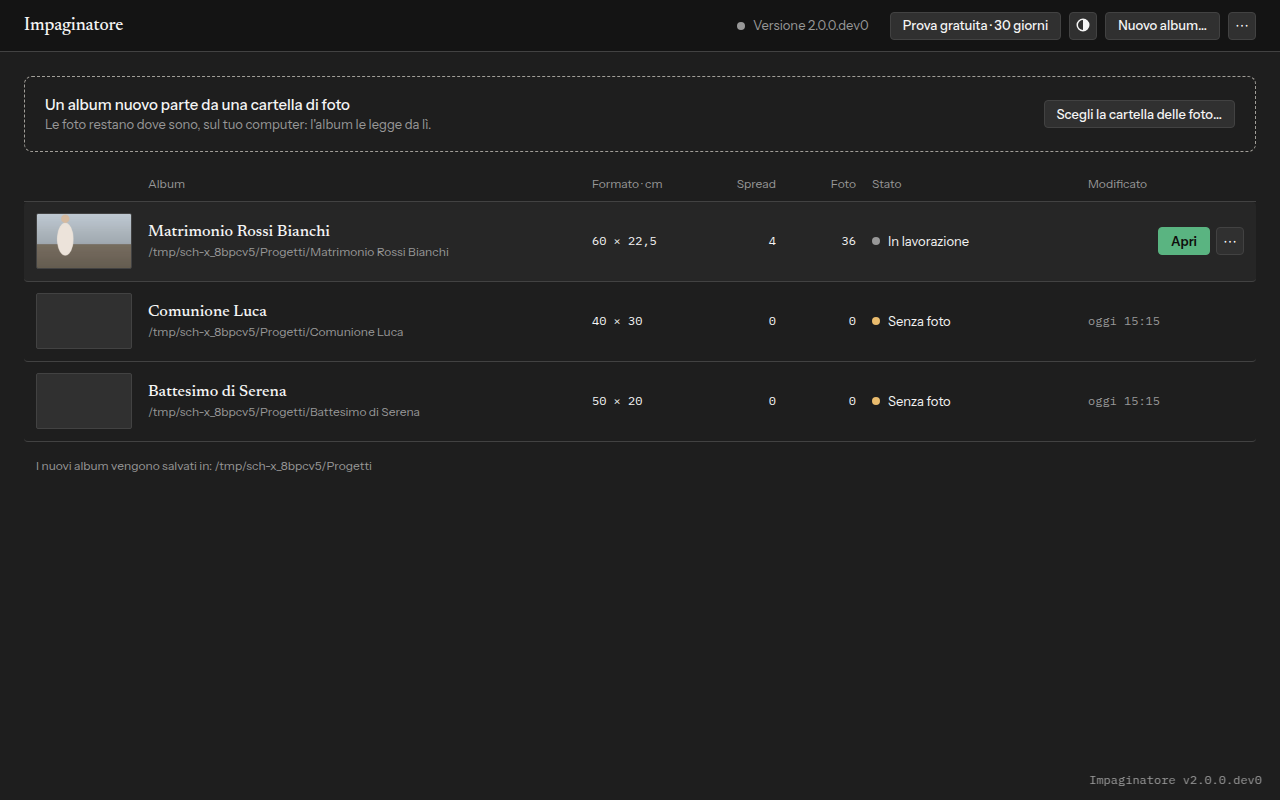 Impaginatore
Versione 2.0.0.dev0
Prova gratuita · 30 giorni
Nuovo album...
...
Un album nuovo parte da una cartella di foto
Le foto restano dove sono, sul tuo computer: l'album le legge da lì.
Scegli la cartella delle foto...
Album Formato · cm Spread Foto Stato Modificato
Matrimonio Rossi Bianchi
/tmp/sch-x_8bpcv5/Progetti/Matrimonio Rossi Bianchi
60 × 22,5 4 36 In lavorazione Apri ...
Comunione Luca
/tmp/sch-x_8bpcv5/Progetti/Comunione Luca
40 × 30 0 0 Senza foto oggi 15:15
Battesimo di Serena
/tmp/sch-x_8bpcv5/Progetti/Battesimo di Serena
50 × 20 0 0 Senza foto oggi 15:15
I nuovi album vengono salvati in: /tmp/sch-x_8bpcv5/Progetti
Impaginatore v2.0.0.dev0